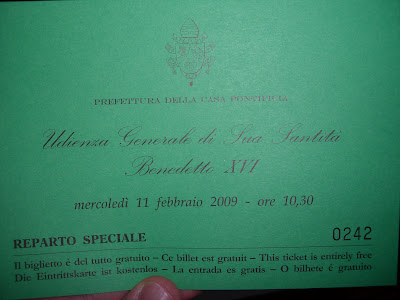 PREFETTURA DELLA CASA PONTIFICIA
Udienza Generale di Sua Santità
Benedetto XVI
mercoledì 11 febbraio 2009 - ore 10,30
REPARTO SPECIALE 0242
Il biglietto é del tutto gratuito – Ce billet est gratuit – This ticket is entirely free
Die Eintrittskarte ist kostenlos – La entrada es gratis – O bilhete é gratuito